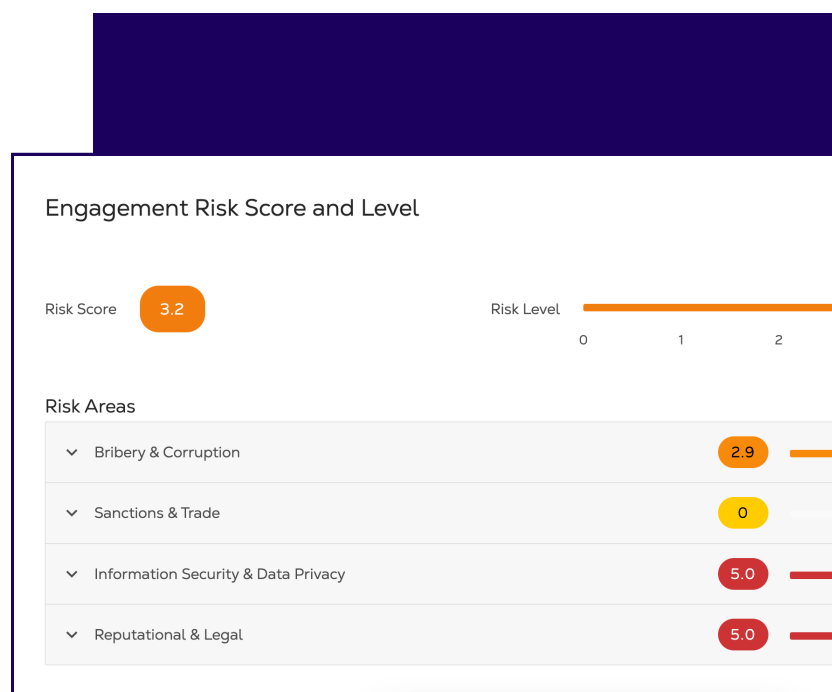 Engagement Risk Score and Level
Risk Score 3.2 Risk Level
0 1 2
Risk Areas
Bribery & Corruption 2.9
Sanctions & Trade 0
Information Security & Data Privacy 5.0
Reputational & Legal 5.0